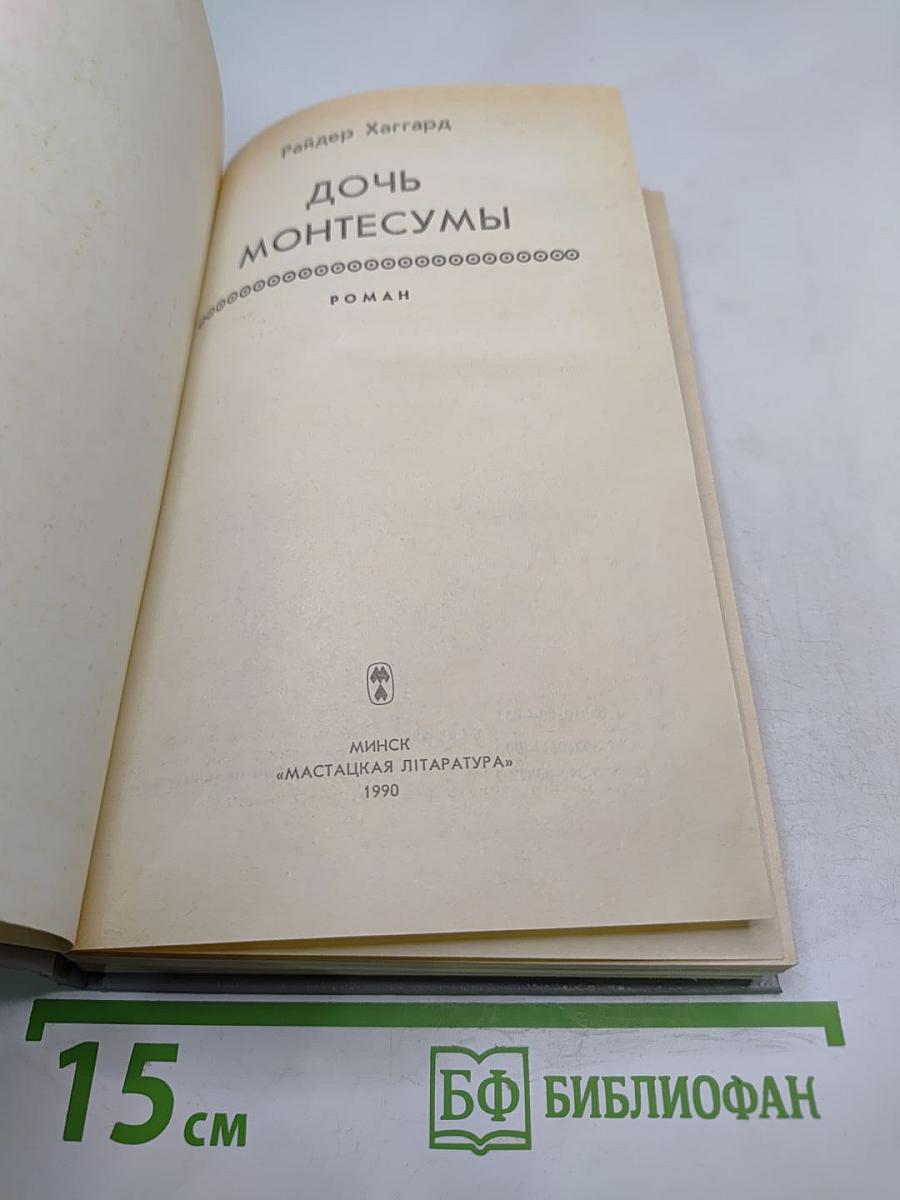 Райдер Хаггард
ДОЧЬ
МОНТЕСУМЫ
РОМАН
МИНСК
«МАСТАЦКАЯ ЛІТАРАТУРА»
1990
15 см
БФ БИБЛИОФАН